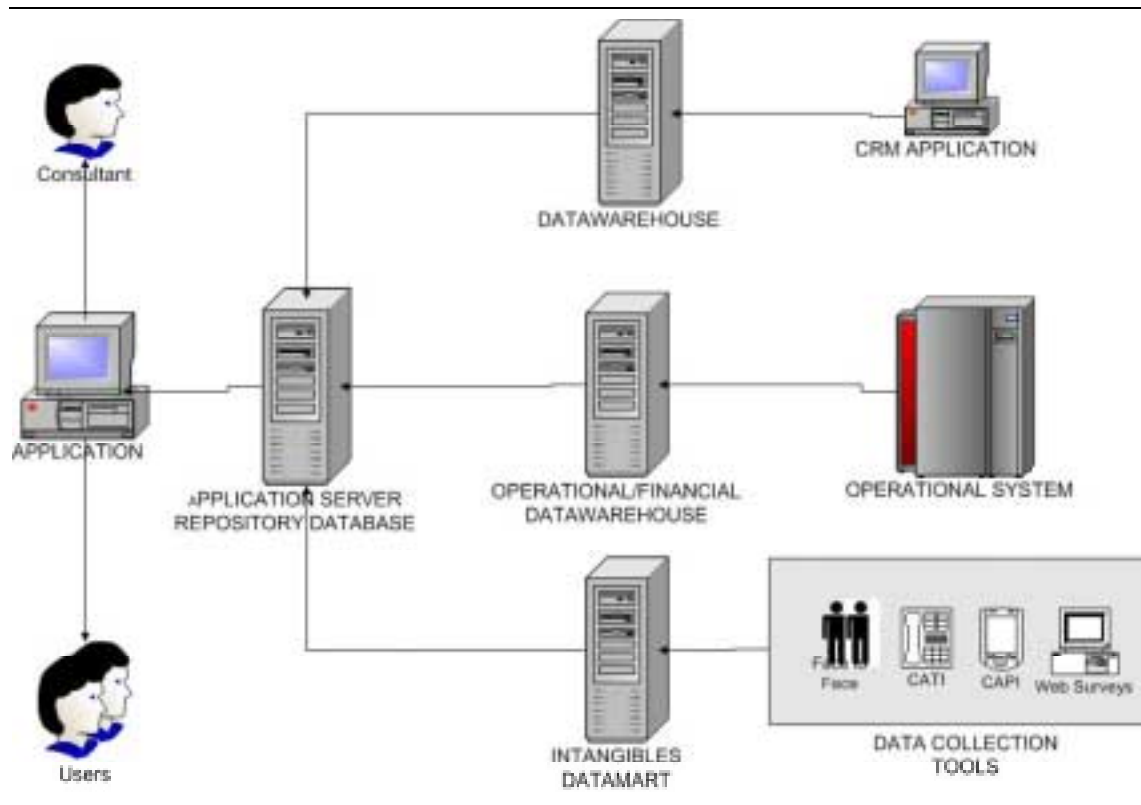 Consultant
CRM APPLICATION
DATAWAREHOUSE
APPLICATION
APPLICATION SERVER
REPOSITORY DATABASE
OPERATIONAL/FINANCIAL
DATAWAREHOUSE
OPERATIONAL SYSTEM
Face
CATI
CAPI
Web Surveys
DATA COLLECTION
TOOLS
INTANGIBLES
DATAMART
Users